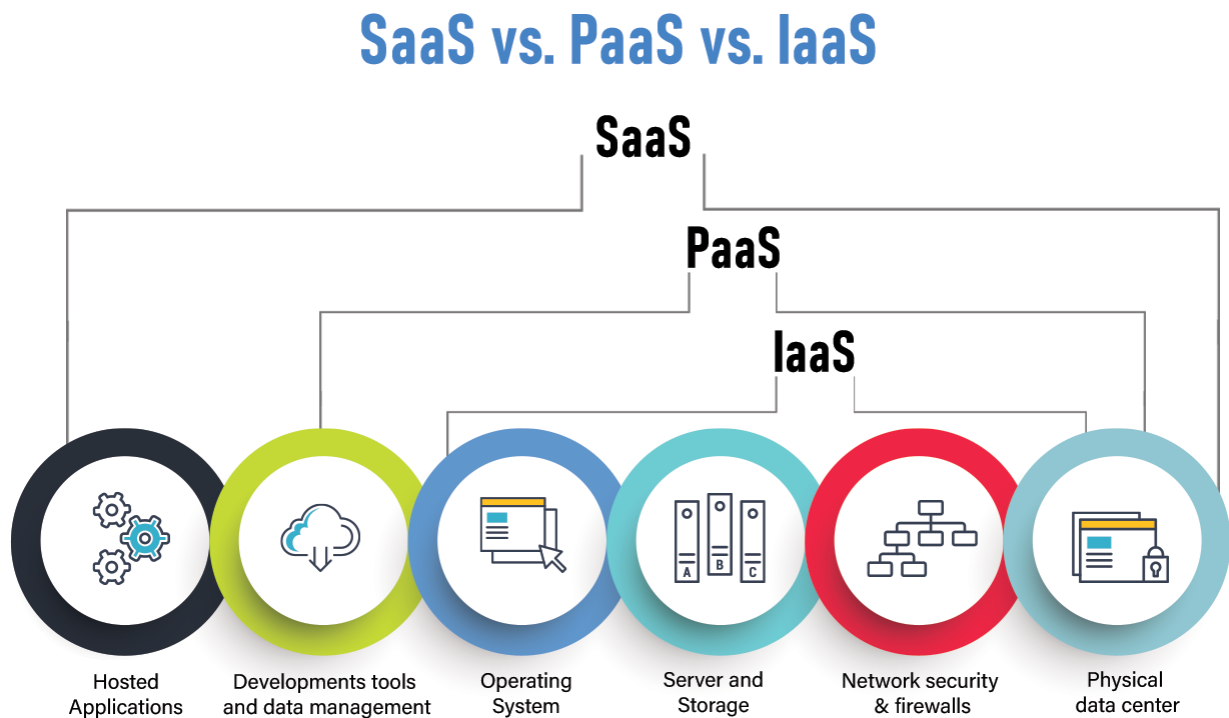 SaaS vs. PaaS vs. IaaS
SaaS
PaaS
IaaS
A
B
C
Hosted
Applications
Developments tools
and data management
Operating
System
Server and
Storage
Network security
& firewalls
Physical
data center